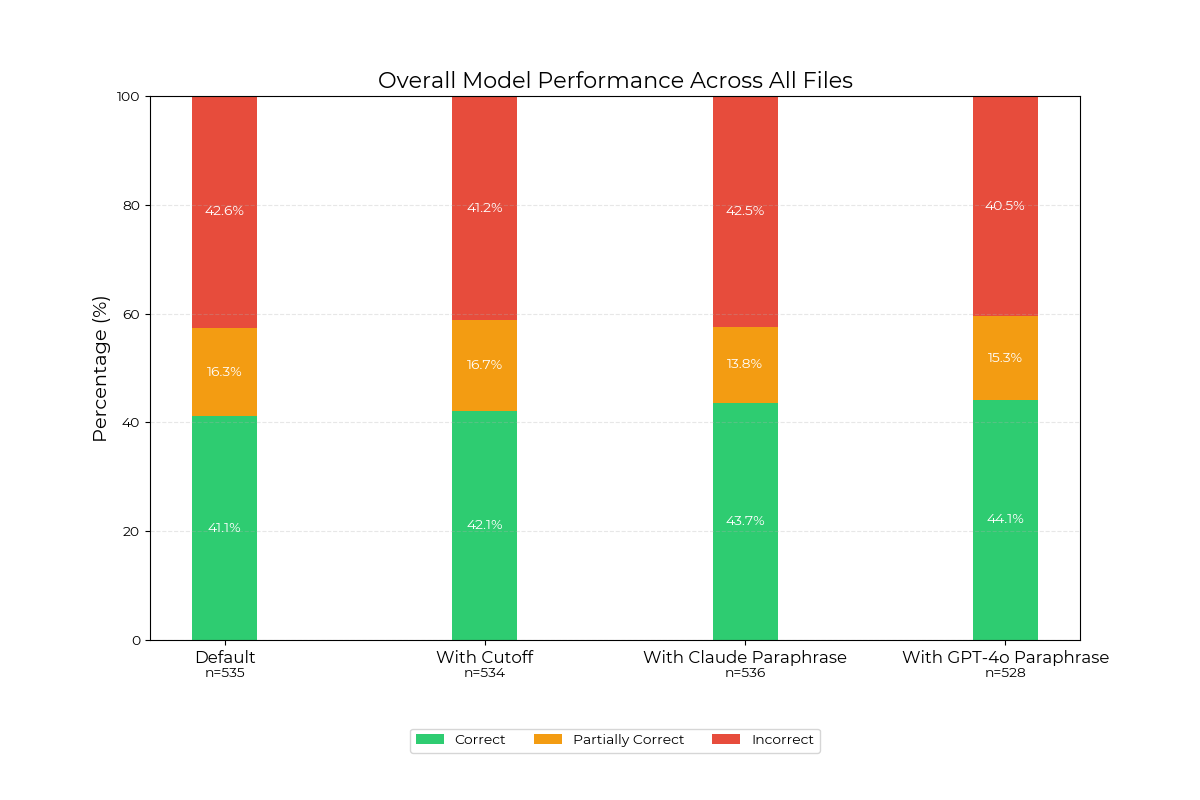 Overall Model Performance Across All Files
Percentage (%)
100
80
60
40
20
0
42.6% 41.2% 42.5% 40.5%
16.3% 16.7% 13.8% 15.3%
41.1% 42.1% 43.7% 44.1%
Default With Cutoff With Claude Paraphrase With GPT-4o Paraphrase
n=535 n=534 n=536 n=528
Correct Partially Correct Incorrect